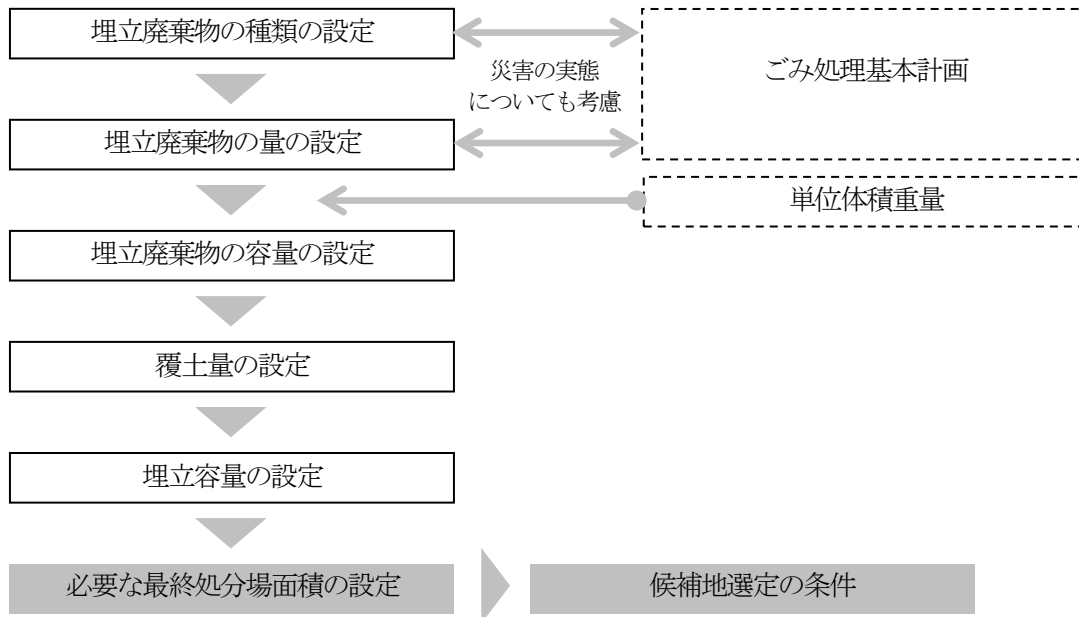 埋立廃棄物の種類の設定
ごみ処理基本計画
災害の実態
についても考慮
埋立廃棄物の量の設定
単位体積重量
埋立廃棄物の容量の設定
覆土量の設定
埋立容量の設定
必要な最終処分場面積の設定
候補地選定の条件